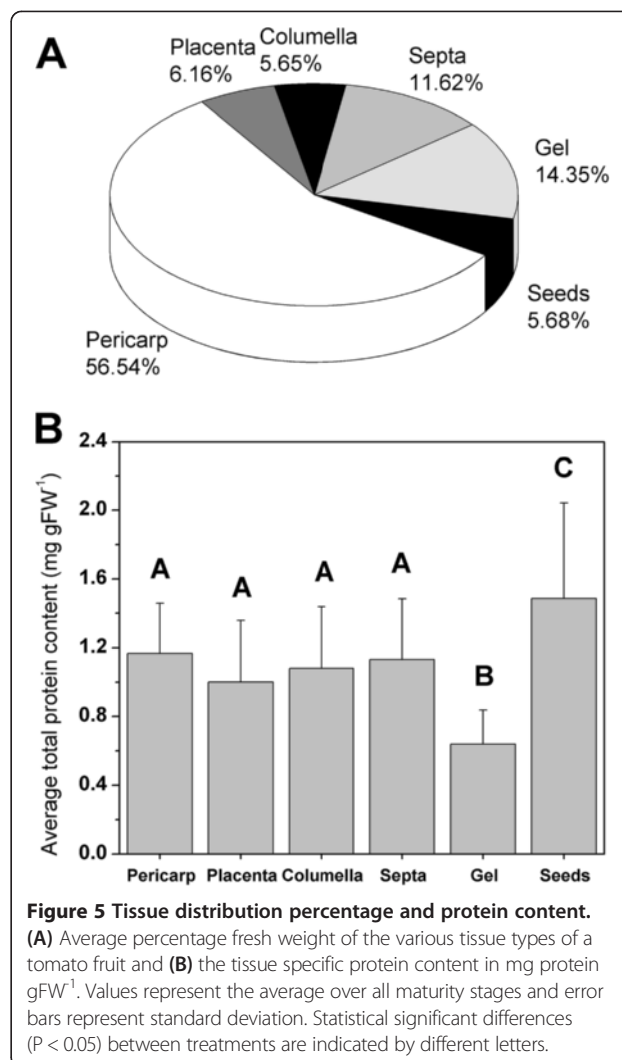 A
Placenta
6.16%
Columella
5.65%
Septa
11.62%
Gel
14.35%
Seeds
5.68%
Pericarp
56.54%
B
Average total protein content (mg gFW⁻¹)
2.4
2.0
1.6
1.2
0.8
0.4
0.0
A
A
A
A
B
C
Pericarp Placenta Columella Septa Gel Seeds
Figure 5 Tissue distribution percentage and protein content.
(A) Average percentage fresh weight of the various tissue types of a
tomato fruit and (B) the tissue specific protein content in mg protein
gFW⁻¹. Values represent the average over all maturity stages and error
bars represent standard deviation. Statistical significant differences
(P < 0.05) between treatments are indicated by different letters.